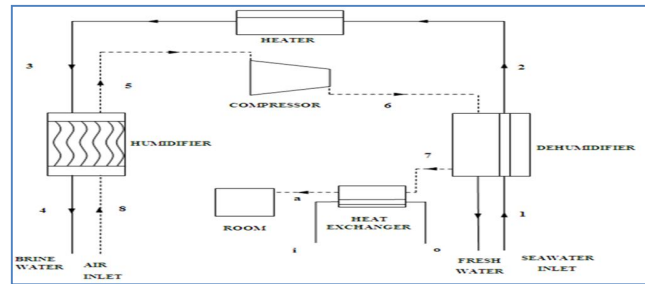 HEATER
3
5
2
COMPRESSOR
6
HUMIDIFIER
DEHUMIDIFIER
7
a
4
8
1
ROOM
HEAT
EXCHANGER
i
o
BRINE
WATER
AIR
INLET
FRESH
WATER
SEAWATER
INLET